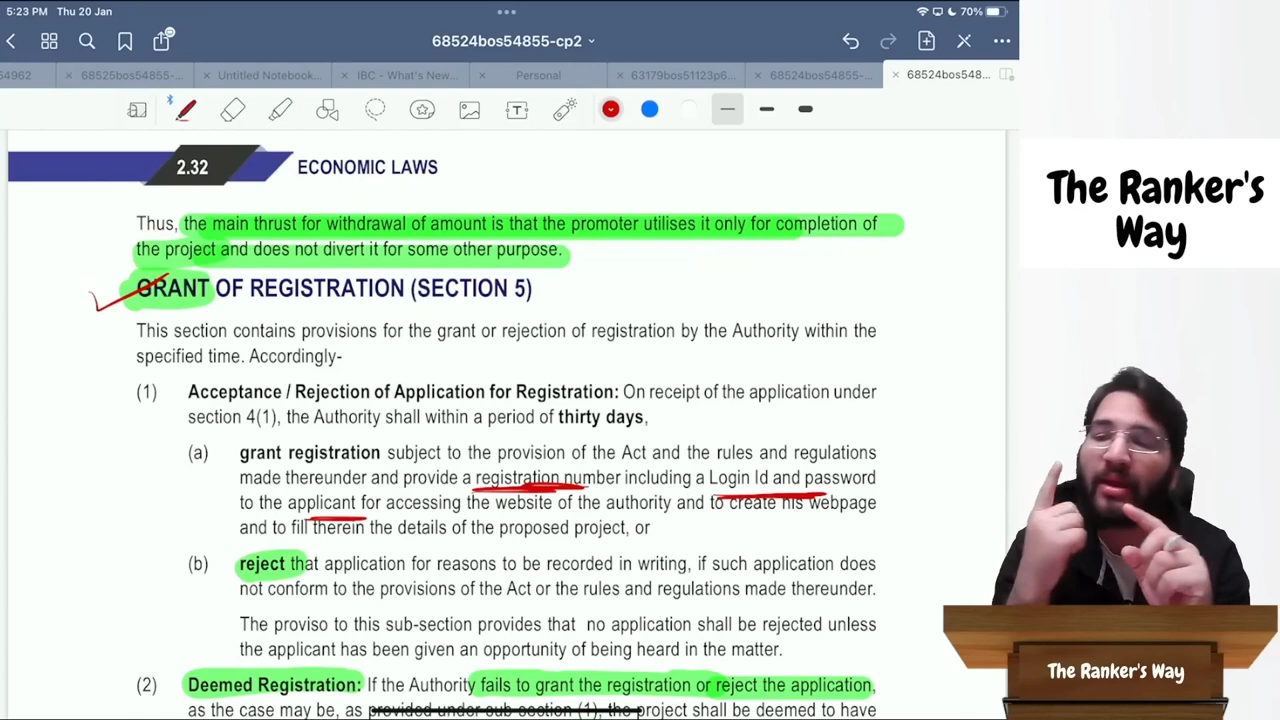 5:23 PM Thu 20 Jan
70%
68524bos54855-cp2
54962
68525bos54855-...
Untitled Notebook...
IBC - What's New...
Personal
63179bos51123p6...
68524bos54855-...
68524bos548...
The Ranker's
Way
2.32 ECONOMIC LAWS
Thus, the main thrust for withdrawal of amount is that the promoter utilises it only for completion of
the project and does not divert it for some other purpose.
GRANT OF REGISTRATION (SECTION 5)
This section contains provisions for the grant or rejection of registration by the Authority within the
specified time. Accordingly-
(1) Acceptance / Rejection of Application for Registration: On receipt of the application under
section 4(1), the Authority shall within a period of thirty days,
(a) grant registration subject to the provision of the Act and the rules and regulations
made thereunder and provide a registration number including a Login Id and password
to the applicant for accessing the website of the authority and to create his webpage
and to fill therein the details of the proposed project, or
(b) reject that application for reasons to be recorded in writing, if such application does
not conform to the provisions of the Act or the rules and regulations made thereunder.
The proviso to this sub-section provides that no application shall be rejected unless
the applicant has been given an opportunity of being heard in the matter.
(2) Deemed Registration: If the Authority fails to grant the registration or reject the application,
as the case may be, as provided under sub-section (1), the project shall be deemed to have
The Ranker's Way